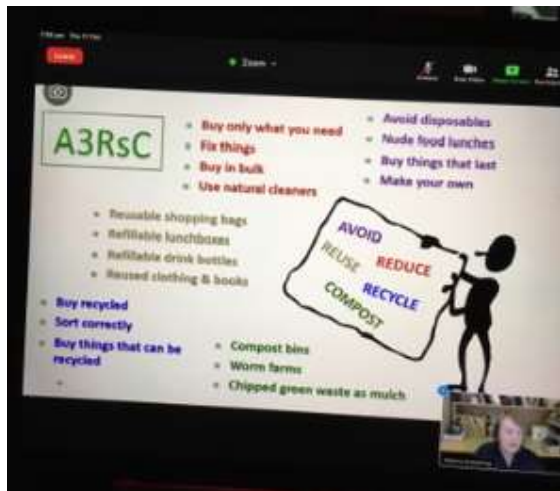 Zoom
A3RsC
Buy only what you need
Fix things
Buy in bulk
Use natural cleaners
Avoid disposables
Nude food lunches
Buy things that last
Make your own
Reusable shopping bags
Refillable lunchboxes
Refillable drink bottles
Reused clothing & books
AVOID
REUSE
REDUCE
RECYCLE
COMPOST
Buy recycled
Sort correctly
Buy things that can be
recycled
Compost bins
Worm farms
Chipped green waste as mulch